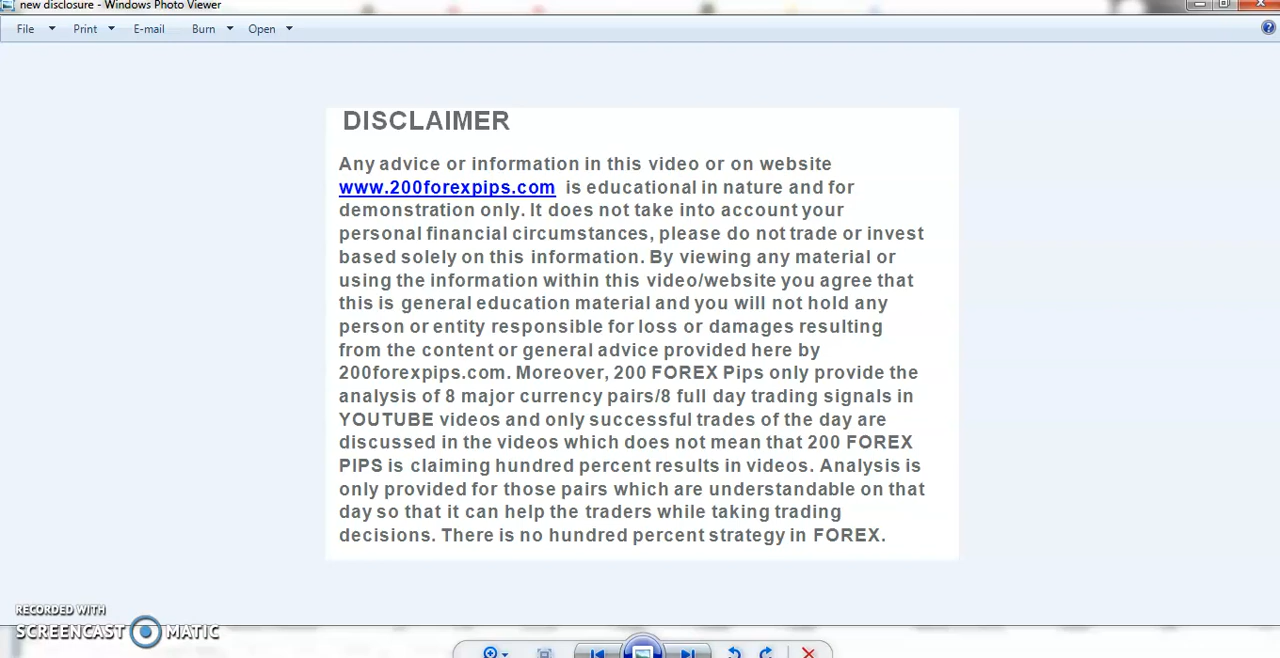 new disclosure - Windows Photo Viewer
File Print E-mail Burn Open
DISCLAIMER
Any advice or information in this video or on website
www.200forexpips.com is educational in nature and for
demonstration only. It does not take into account your
personal financial circumstances, please do not trade or invest
based solely on this information. By viewing any material or
using the information within this video/website you agree that
this is general education material and you will not hold any
person or entity responsible for loss or damages resulting
from the content or general advice provided here by
200forexpips.com. Moreover, 200 FOREX Pips only provide the
analysis of 8 major currency pairs/8 full day trading signals in
YOUTUBE videos and only successful trades of the day are
discussed in the videos which does not mean that 200 FOREX
PIPS is claiming hundred percent results in videos. Analysis is
only provided for those pairs which are understandable on that
day so that it can help the traders while taking trading
decisions. There is no hundred percent strategy in FOREX.
RECORDED WITH
SCREENCAST MATIC